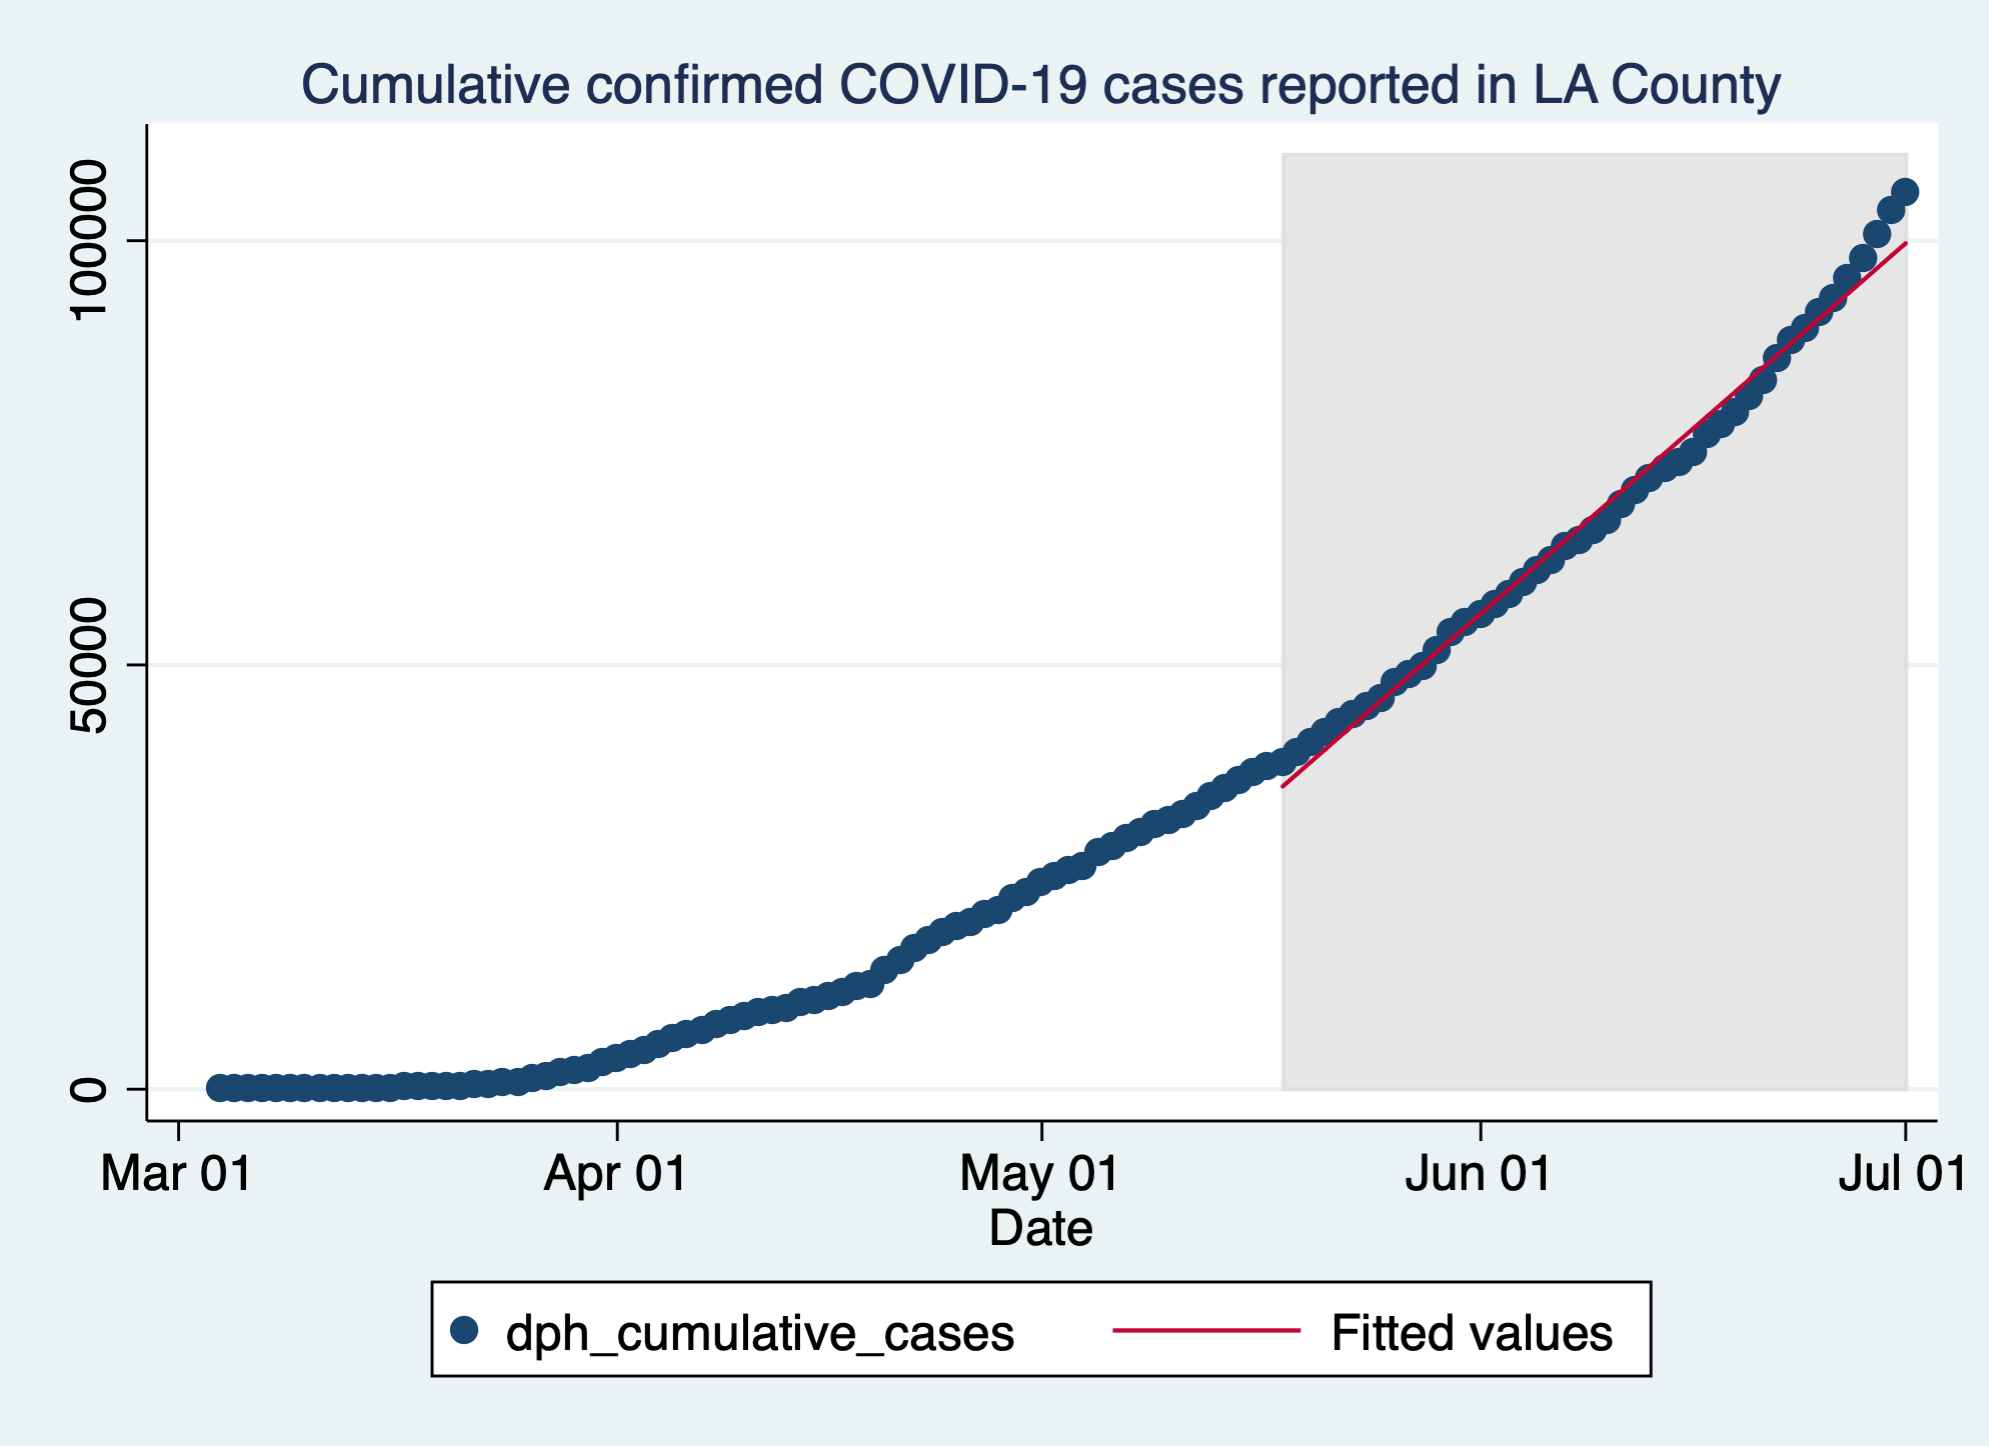 Cumulative confirmed COVID-19 cases reported in LA County
100000
50000
0
Mar 01 Apr 01 May 01 Jun 01 Jul 01
Date
dph_cumulative_cases Fitted values